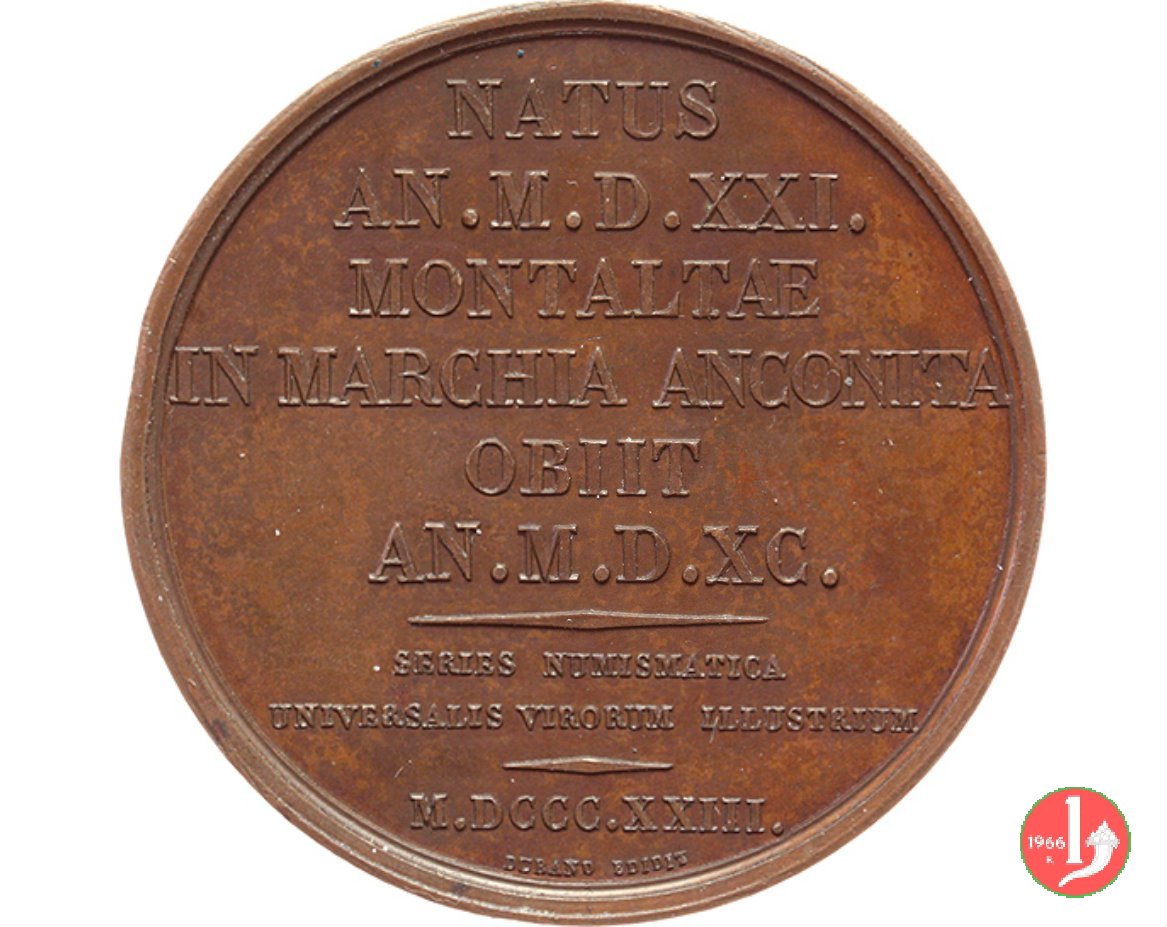 NATUS
AN.M.D.XXI.
MONTALTAE
IN MARCHIA ANCONITA
OBIIT
AN.M.D.XC.
SERIES NUMISMATICA
UNIVERSALIS VIRORUM ILLUSTRIUM
M.DCCC.XXIII.
DURAND EDIDIT
1966
R.